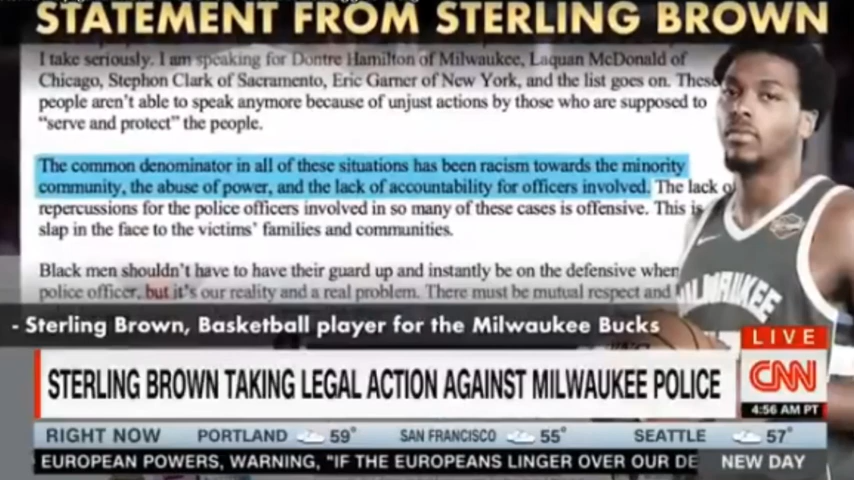 STATEMENT FROM STERLING BROWN
I take seriously. I am speaking for Dontre Hamilton of Milwaukee, Laquan McDonald of
Chicago, Stephon Clark of Sacramento, Eric Garner of New York, and the list goes on. These
people aren't able to speak anymore because of unjust actions by those who are supposed to
"serve and protect" the people.
The common denominator in all of these situations has been racism towards the minority
community, the abuse of power, and the lack of accountability for officers involved. The lack o
repercussions for the police officers involved in so many of these cases is offensive. This is
slap in the face to the victims' families and communities.
Black men shouldn't have to have their guard up and instantly be on the defensive when
police officer, but it's our reality and a real problem. There must be mutual respect and
MILWAUKEE
- Sterling Brown, Basketball player for the Milwaukee Bucks
LIVE
STERLING BROWN TAKING LEGAL ACTION AGAINST MILWAUKEE POLICE
CNN
4:56 AM PT
RIGHT NOW PORTLAND 59° SAN FRANCISCO 55° SEATTLE 57°
EUROPEAN POWERS, WARNING, "IF THE EUROPEANS LINGER OVER OUR DE NEW DAY